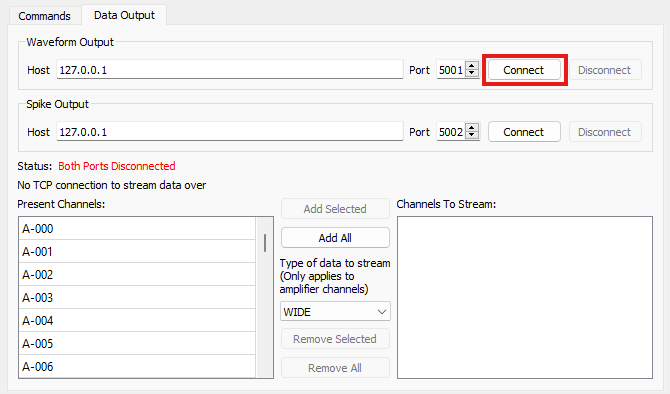 Commands Data Output
Waveform Output
Host 127.0.0.1 Port 5001 Connect Disconnect
Spike Output
Host 127.0.0.1 Port 5002 Connect Disconnect
Status: Both Ports Disconnected
No TCP connection to stream data over
Present Channels:
A-000
A-001
A-002
A-003
A-004
A-005
A-006
Add Selected
Add All
Type of data to stream
(Only applies to
amplifier channels)
WIDE
Remove Selected
Remove All
Channels To Stream: